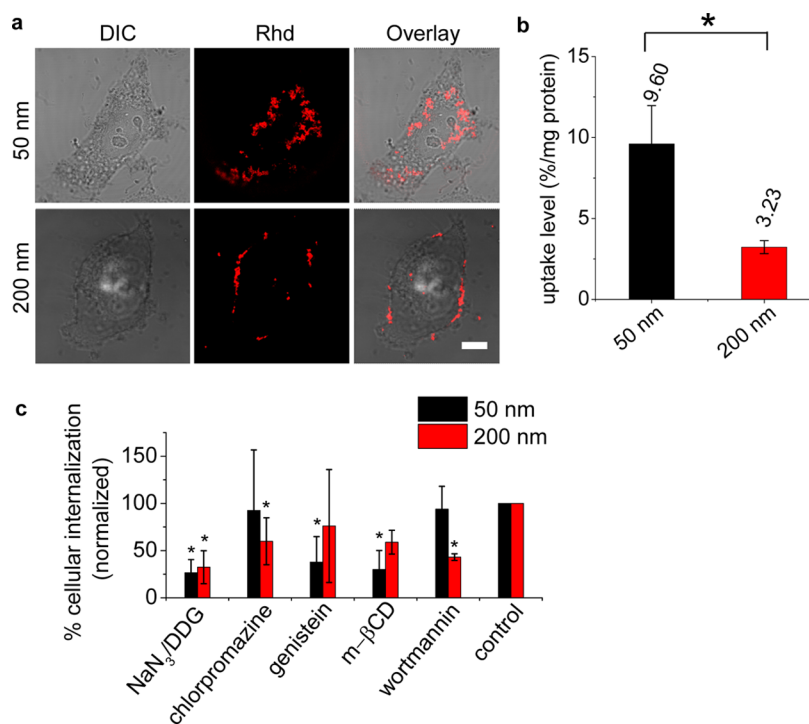 a
DIC
Rhd
Overlay
50 nm
200 nm
b
*
uptake level (%/mg protein)
15
10
5
0
9.60
3.23
50 nm
200 nm
c
50 nm
200 nm
% cellular internalization
(normalized)
150
100
50
0
* * * * * *
NaN₃/DDG
chlorpromazine
genistein
m–βCD
wortmannin
control